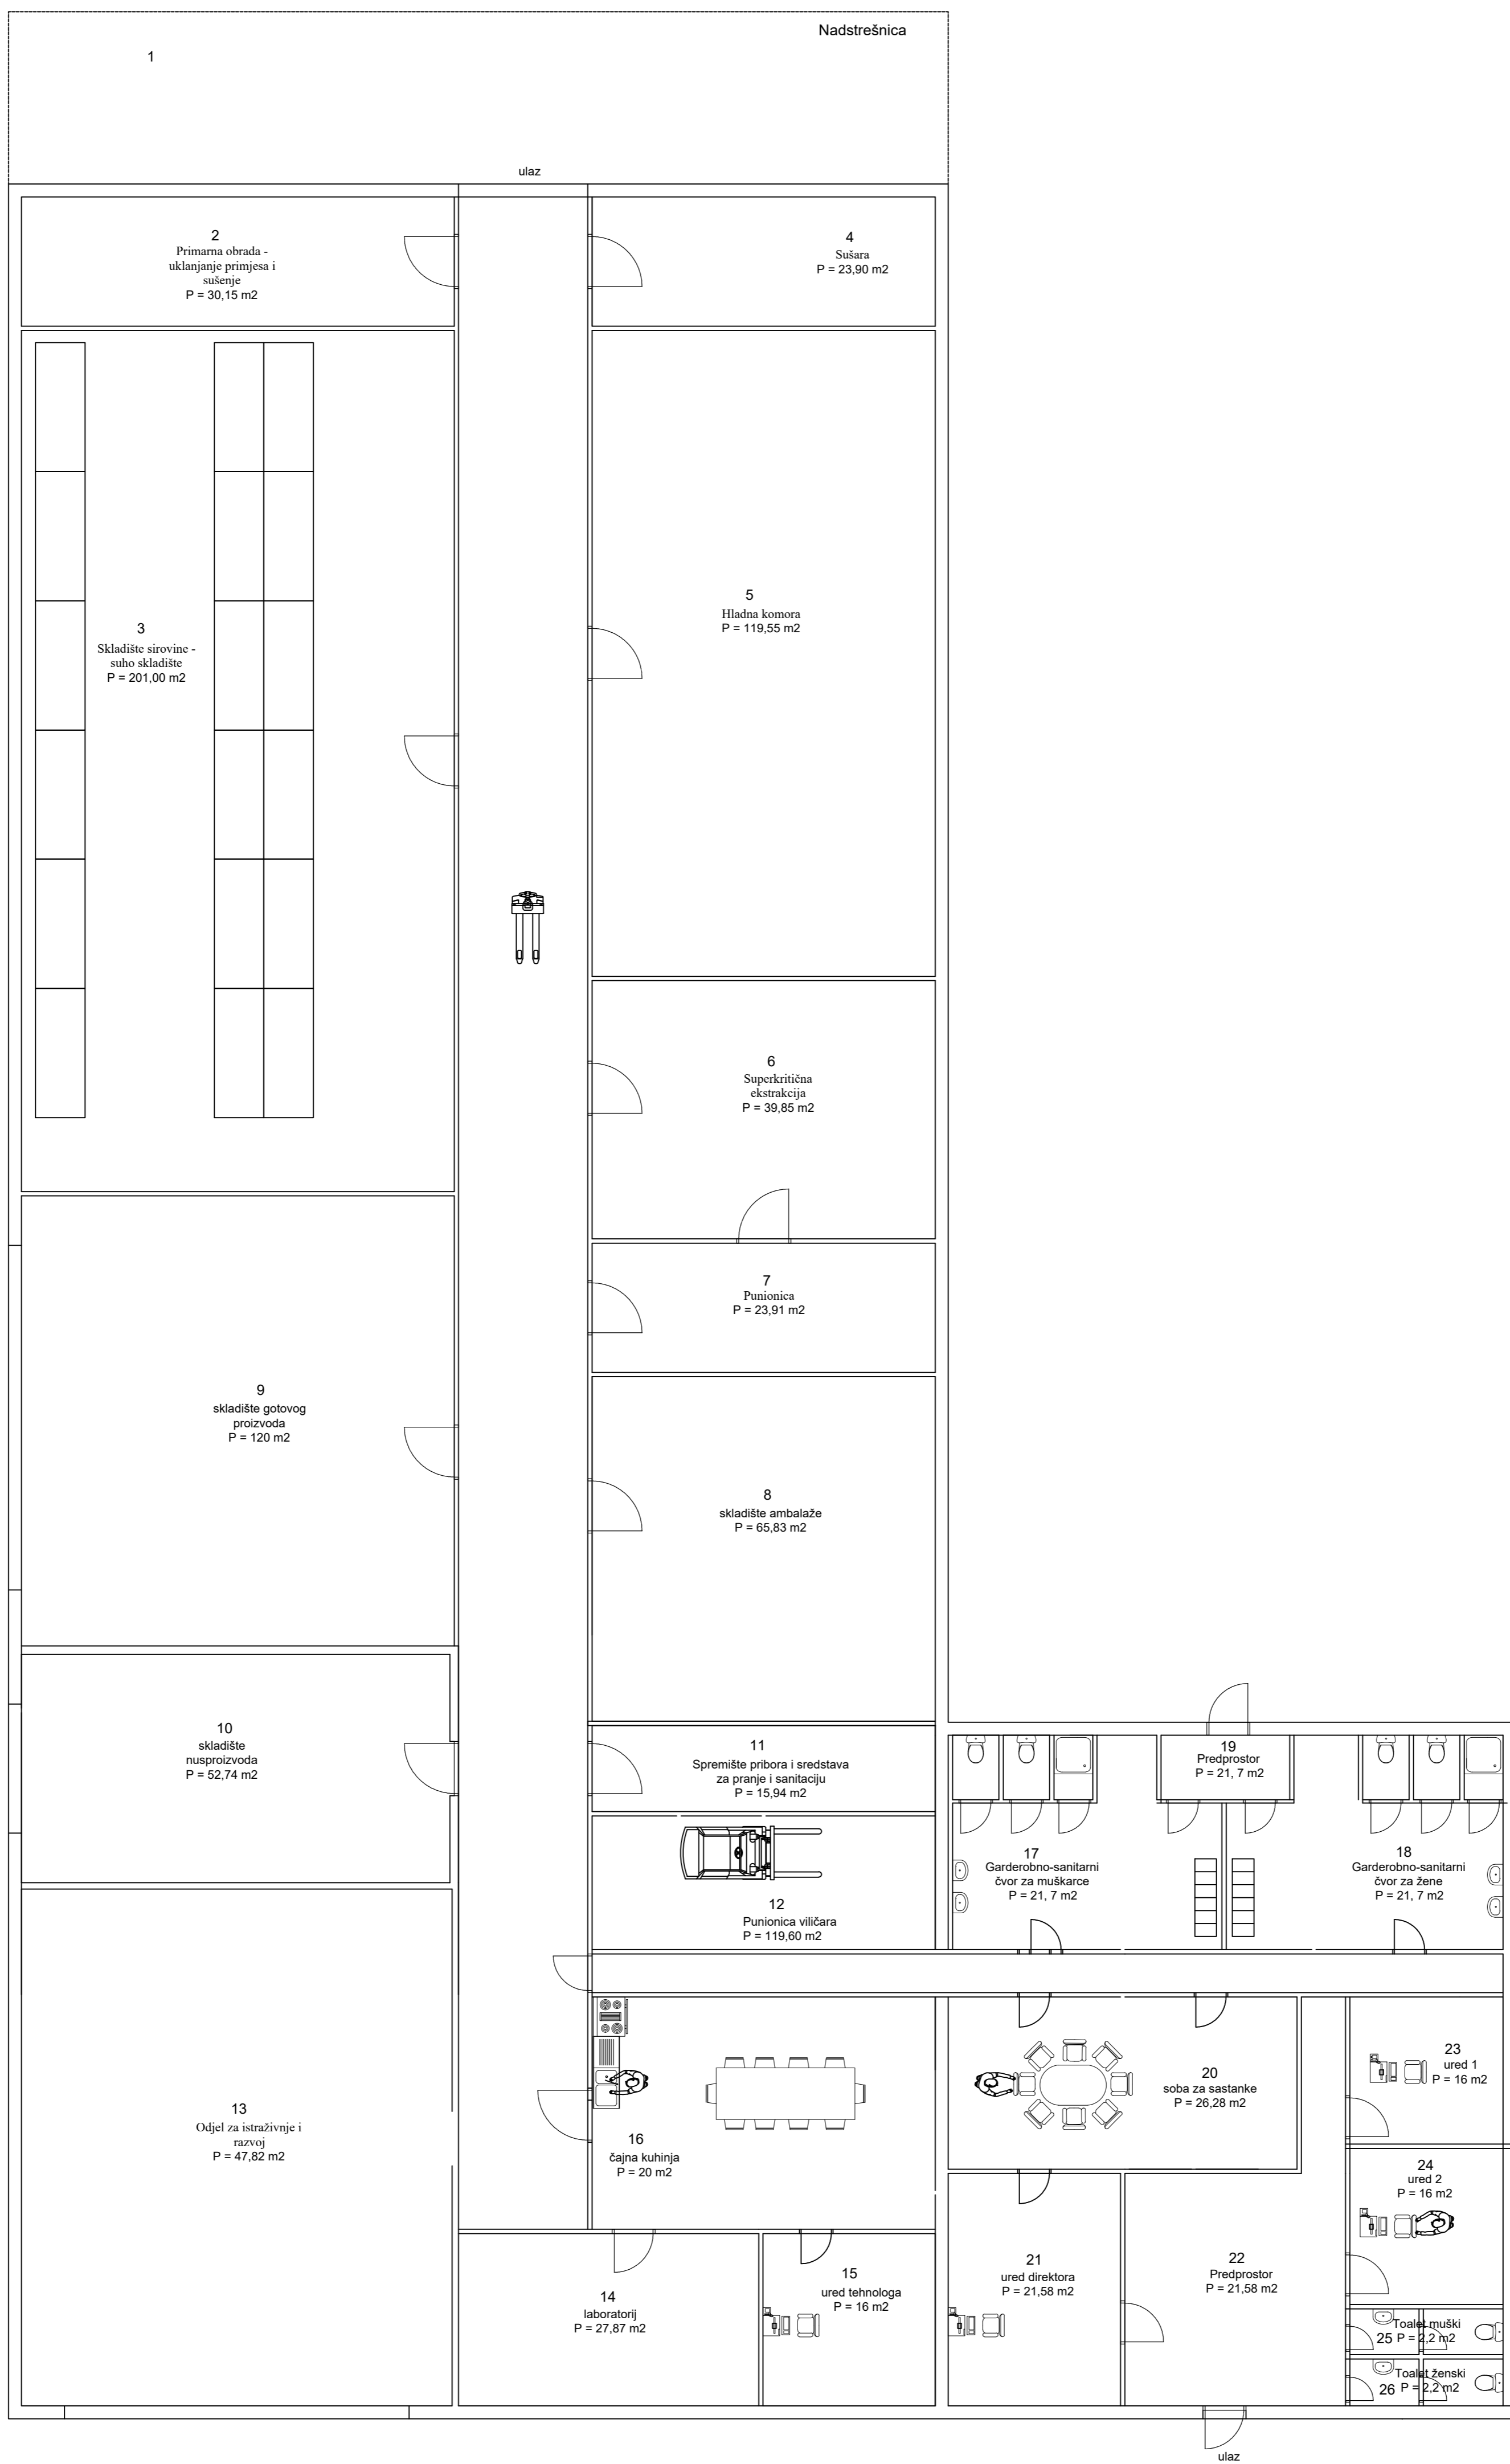 Nadstrešnica
1
ulaz
2
Primarna obrada -
uklanjanje primjesa i
sušenje
P = 30,15 m2
4
Sušara
P = 23,90 m2
3
Skladište sirovine -
suho skladište
P = 201,00 m2
5
Hladna komora
P = 119,55 m2
6
Superkritična
ekstrakcija
P = 39,85 m2
7
Punionica
P = 23,91 m2
9
skladište gotovog
proizvoda
P = 120 m2
8
skladište ambalaže
P = 65,83 m2
10
skladište
nusproizvoda
P = 52,74 m2
11
Spremište pribora i sredstava
za pranje i sanitaciju
P = 15,94 m2
19
Predprostor
P = 21, 7 m2
12
Punionica viličara
P = 119,60 m2
17
Garderobno-sanitarni
čvor za muškarce
P = 21, 7 m2
18
Garderobno-sanitarni
čvor za žene
P = 21, 7 m2
13
Odjel za istraživnje i
razvoj
P = 47,82 m2
16
čajna kuhinja
P = 20 m2
20
soba za sastanke
P = 26,28 m2
23
ured 1
P = 16 m2
24
ured 2
P = 16 m2
14
laboratorij
P = 27,87 m2
15
ured tehnologa
P = 16 m2
21
ured direktora
P = 21,58 m2
22
Predprostor
P = 21,58 m2
Toalet muški
25 P = 2,2 m2
Toalet ženski
26 P = 2,2 m2
ulaz